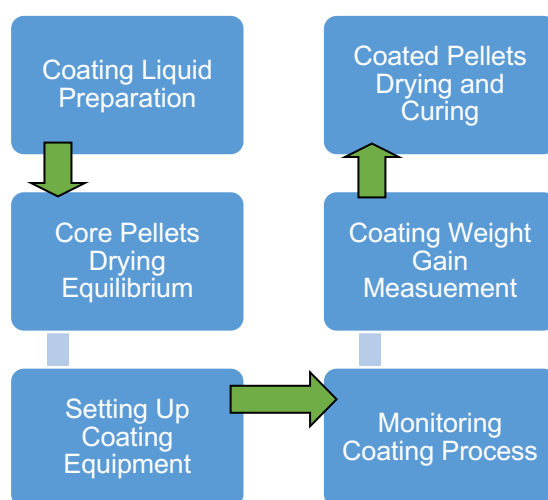 Coating Liquid
Preparation
Core Pellets
Drying
Equilibrium
Setting Up
Coating
Equipment
Monitoring
Coating Process
Coating Weight
Gain
Measuement
Coated Pellets
Drying and
Curing